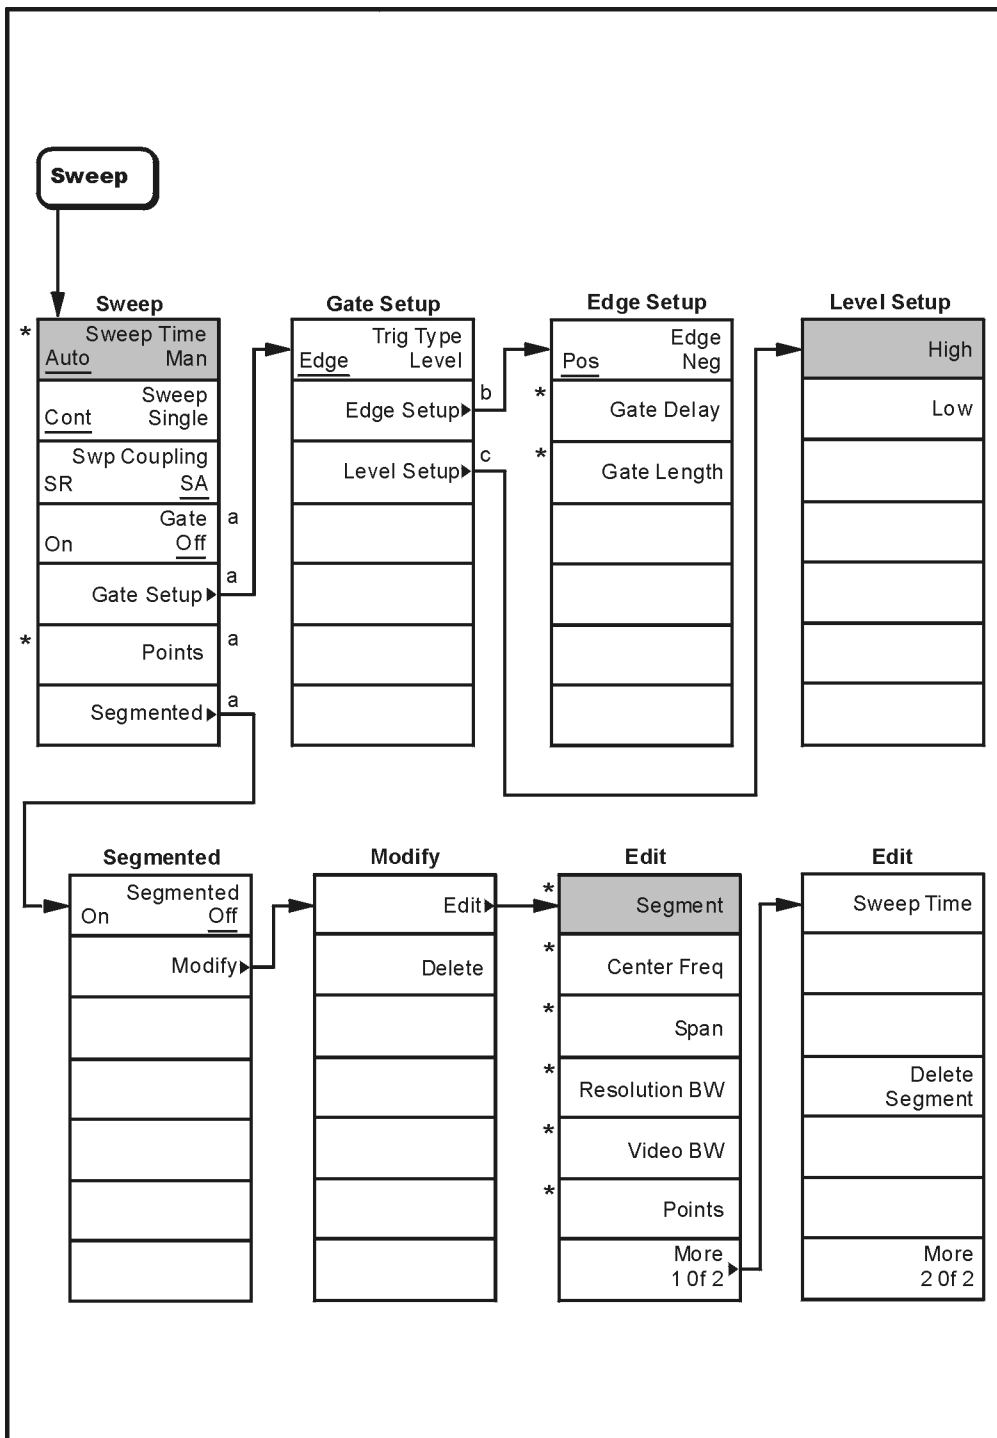 Sweep
Sweep
* Sweep Time
Auto Man
Sweep
Cont Single
Swp Coupling
SR SA
Gate a
On Off
Gate Setup a
* Points a
Segmented a
Gate Setup
Trig Type
Edge Level
Edge Setup b
Level Setup c
Edge Setup
Edge
Pos Neg
* Gate Delay
* Gate Length
Level Setup
High
Low
Segmented
Segmented
On Off
Modify
Modify
Edit
Delete
Edit
* Segment
* Center Freq
* Span
* Resolution BW
* Video BW
* Points
More
1 0f 2
Edit
Sweep Time
Delete
Segment
More
2 0f 2